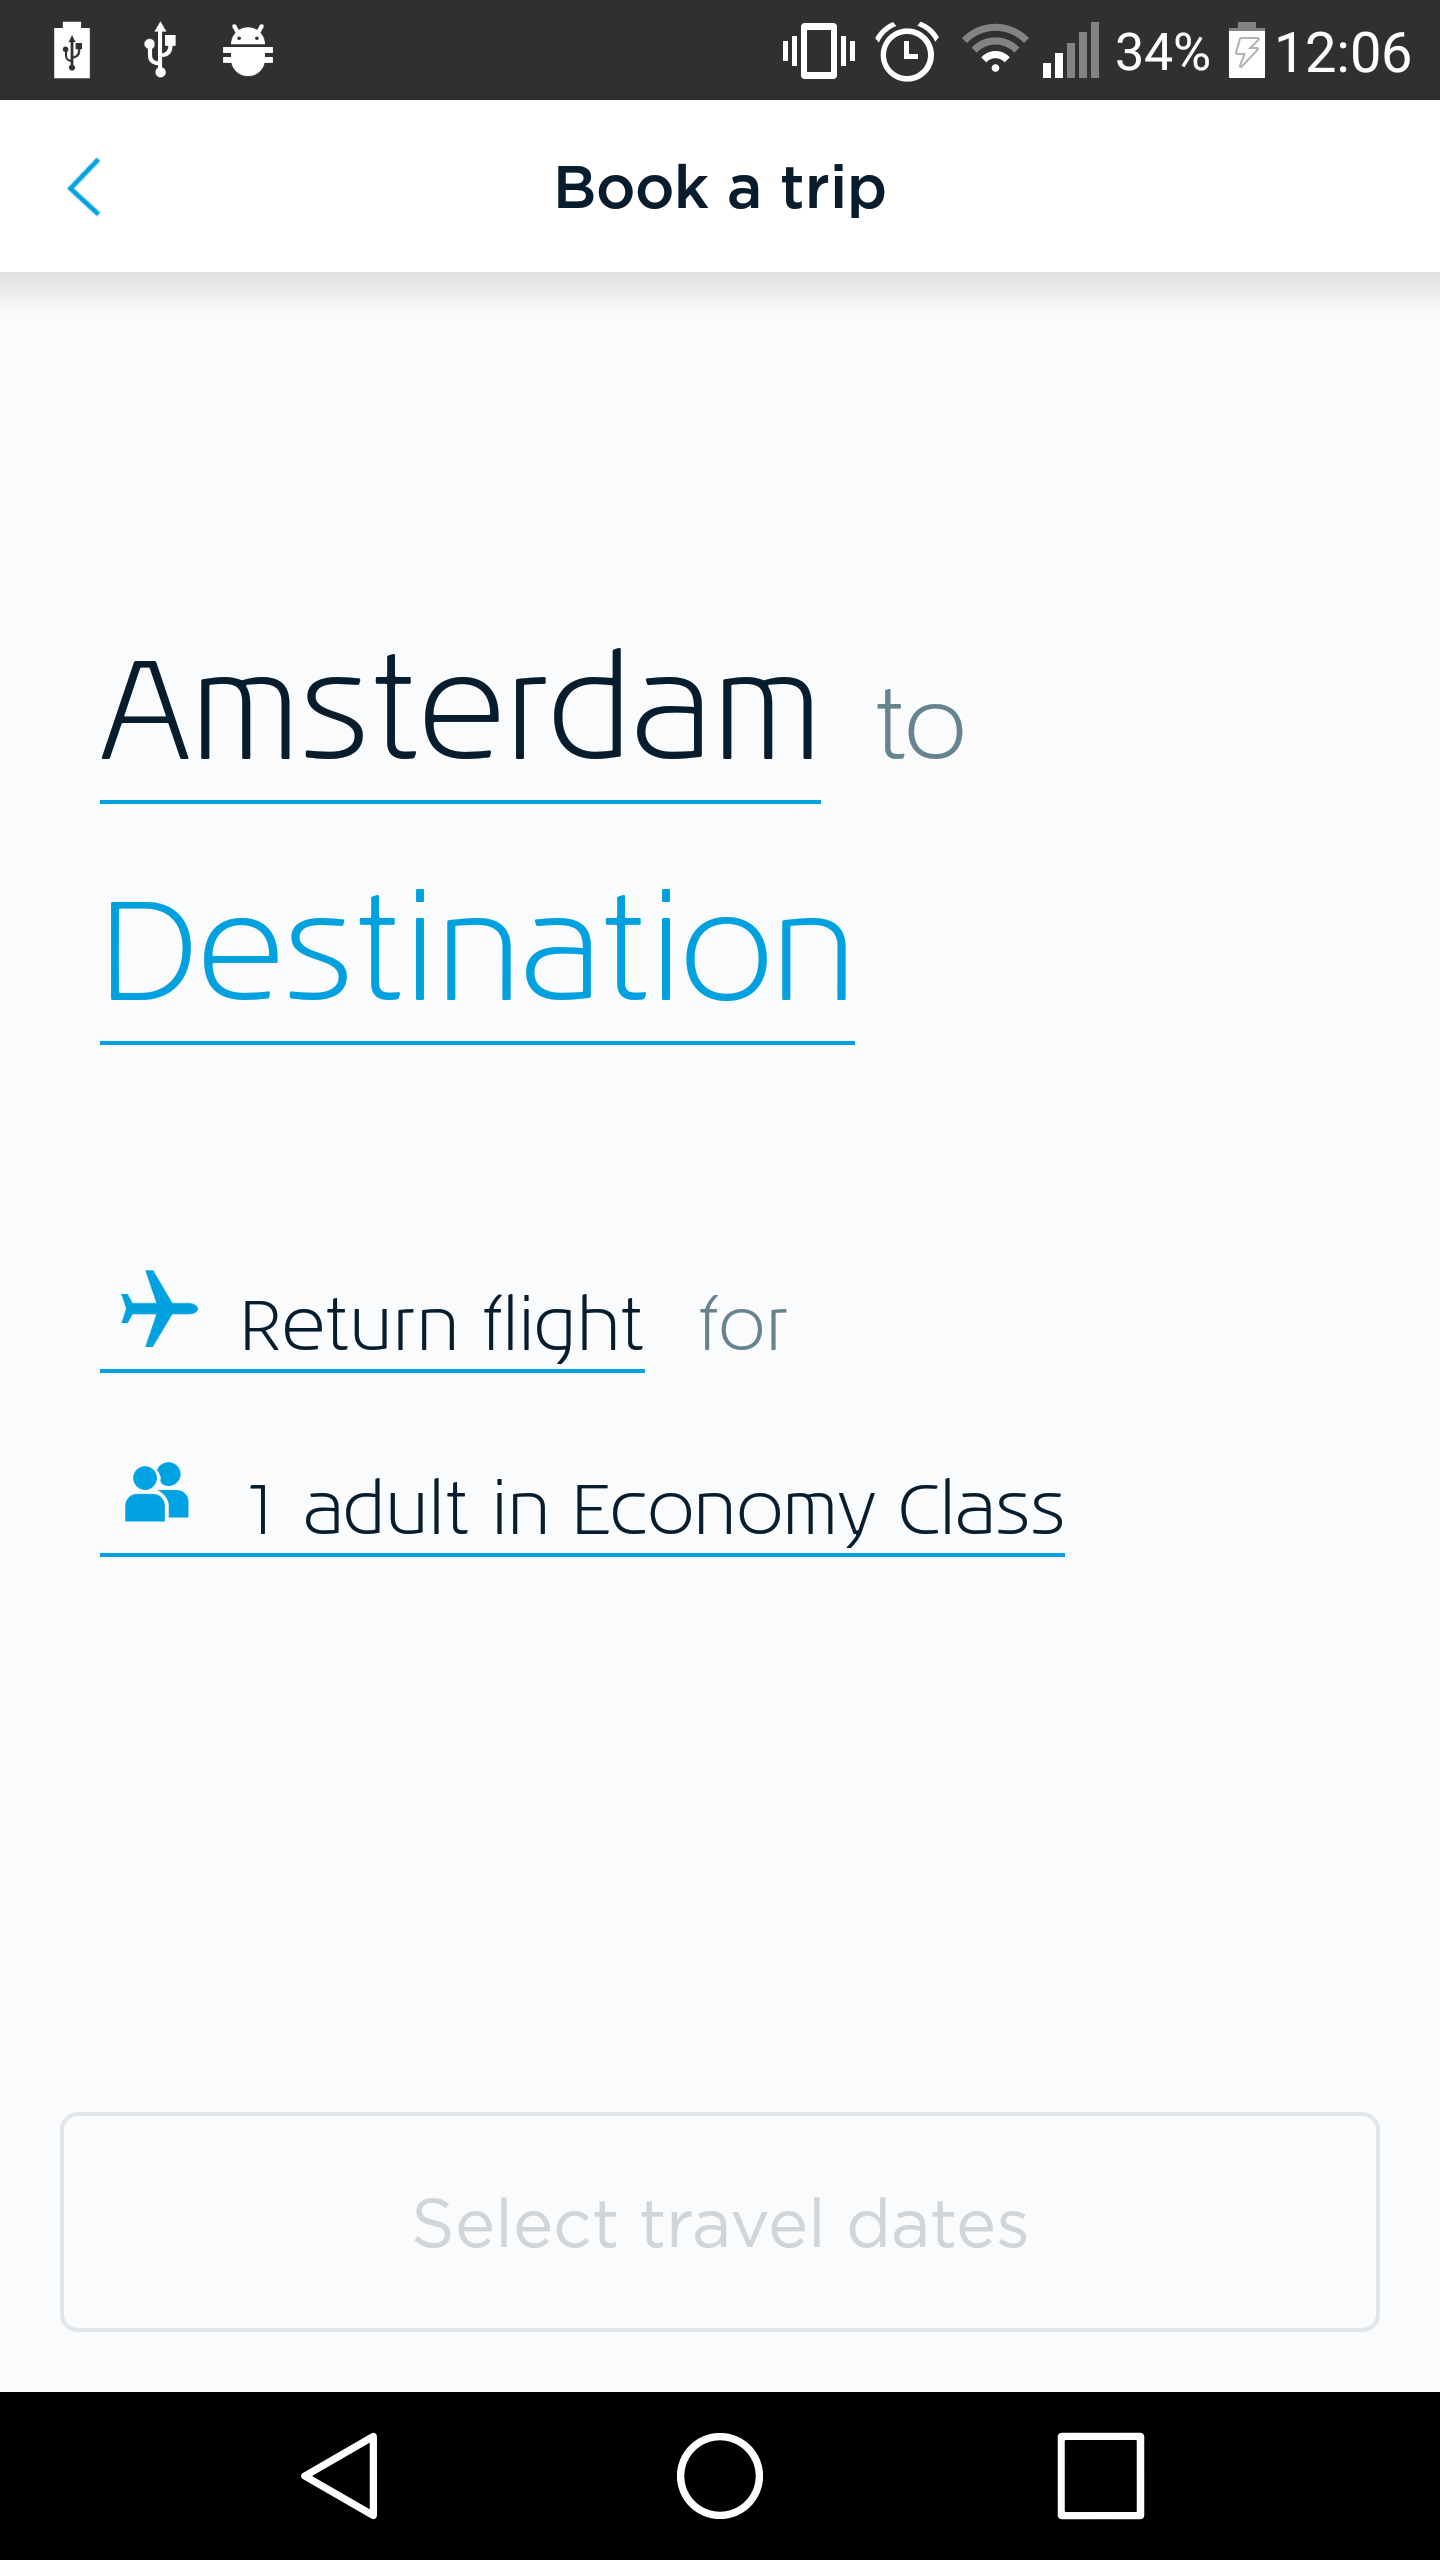 34% 12:06
Book a trip
Amsterdam to
Destination
Return flight for
1 adult in Economy Class
Select travel dates